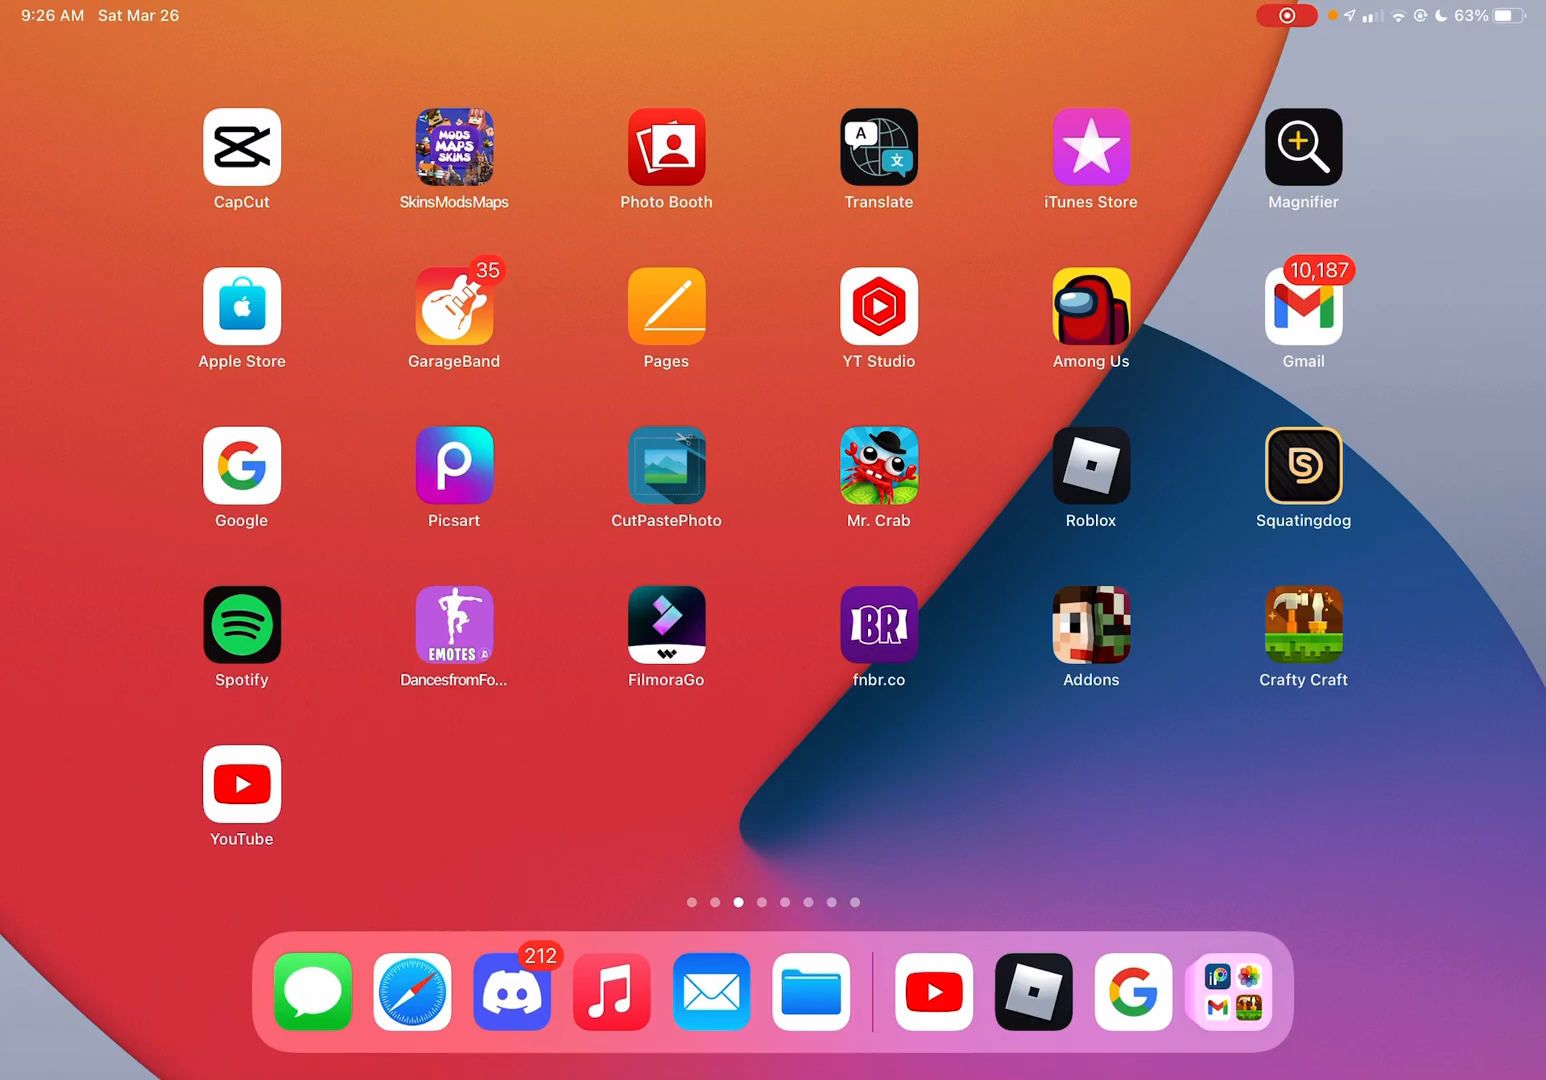 9:26 AM Sat Mar 26
63%
MODS
MAPS
SKINS
A
文
CapCut
SkinsModsMaps
Photo Booth
Translate
iTunes Store
Magnifier
35
10,187
Apple Store
GarageBand
Pages
YT Studio
Among Us
Gmail
Google
Picsart
CutPastePhoto
Mr. Crab
Roblox
Squatingdog
EMOTES
BR
Spotify
DancesfromFo...
FilmoraGo
fnbr.co
Addons
Crafty Craft
YouTube
212